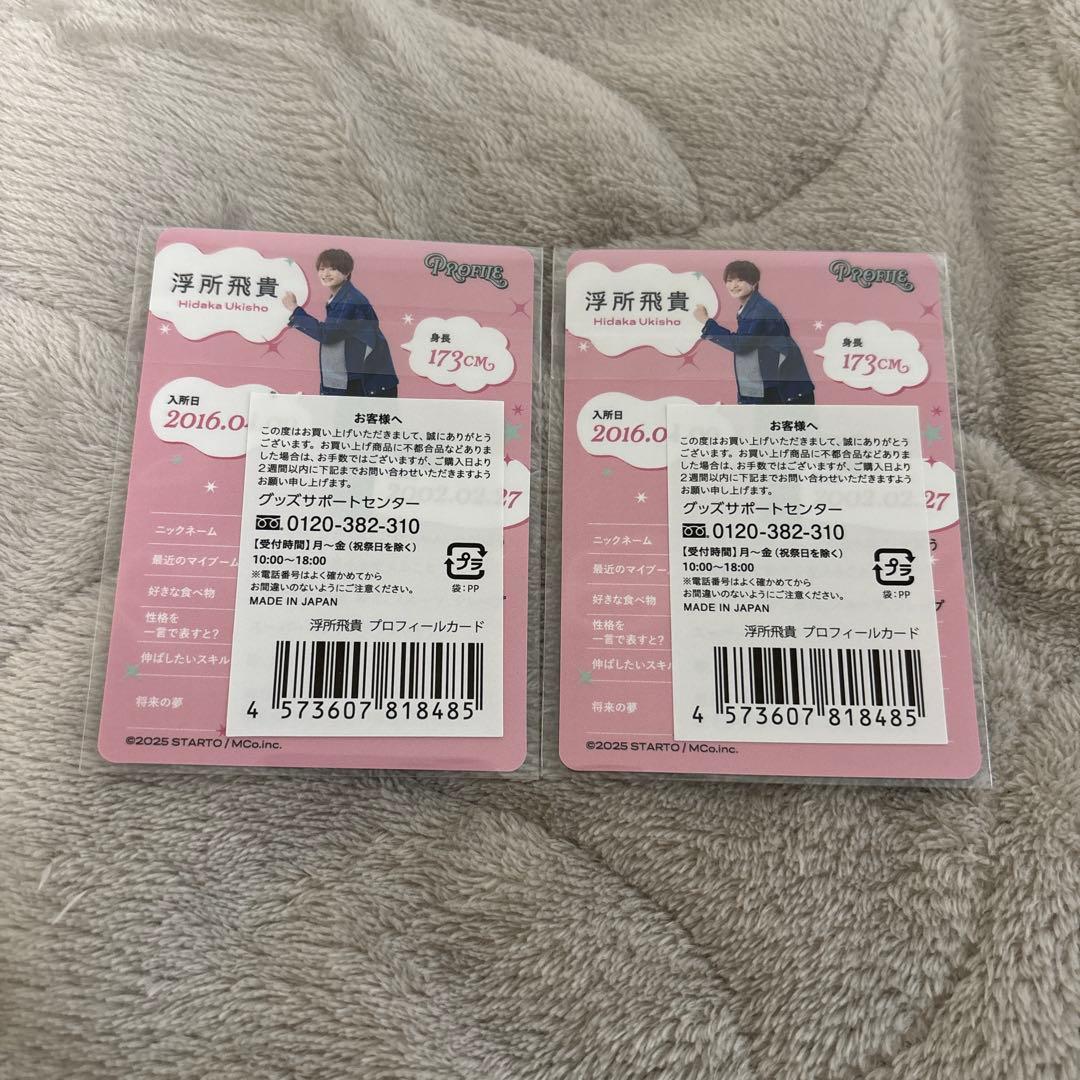 浮所飛貴
Hidaka Ukisho
PROFILE
身長
173CM
入所日
2016.0
27
ニックネーム
最近のマイブーム
好きな食べ物
性格を
一言で表すと?
伸ばしたいスキル
将来の夢
お客様へ
この度はお買い上げいただきまして、誠にありがとう
ございます。お買い上げ商品に不都合品などありま
した場合は、お手数ではございますが、ご購入日より
2週間以内に下記までお問い合わせいただきますよう
お願い申し上げます。
グッズサポートセンター
0120-382-310
【受付時間】月〜金(祝祭日を除く)
10:00〜18:00
※電話番号はよく確かめてから
お間違いのないようにご注意ください。
MADE IN JAPAN
プラ
袋:PP
浮所飛貴 プロフィールカード
4 573607 818485
©2025 STARTO / MCo.inc.
浮所飛貴
Hidaka Ukisho
PROFILE
身長
173CM
入所日
2016.0
2002.02.27
ニックネーム
最近のマイブーム
好きな食べ物
性格を
一言で表すと?
伸ばしたいスキル
将来の夢
お客様へ
この度はお買い上げいただきまして、誠にありがとう
ございます。お買い上げ商品に不都合品などありま
した場合は、お手数ではございますが、ご購入日より
2週間以内に下記までお問い合わせいただきますよう
お願い申し上げます。
グッズサポートセンター
0120-382-310
【受付時間】月〜金(祝祭日を除く)
10:00〜18:00
※電話番号はよく確かめてから
お間違いのないようにご注意ください。
MADE IN JAPAN
プラ
袋:PP
浮所飛貴 プロフィールカード
4 573607 818485
©2025 STARTO / MCo.inc.